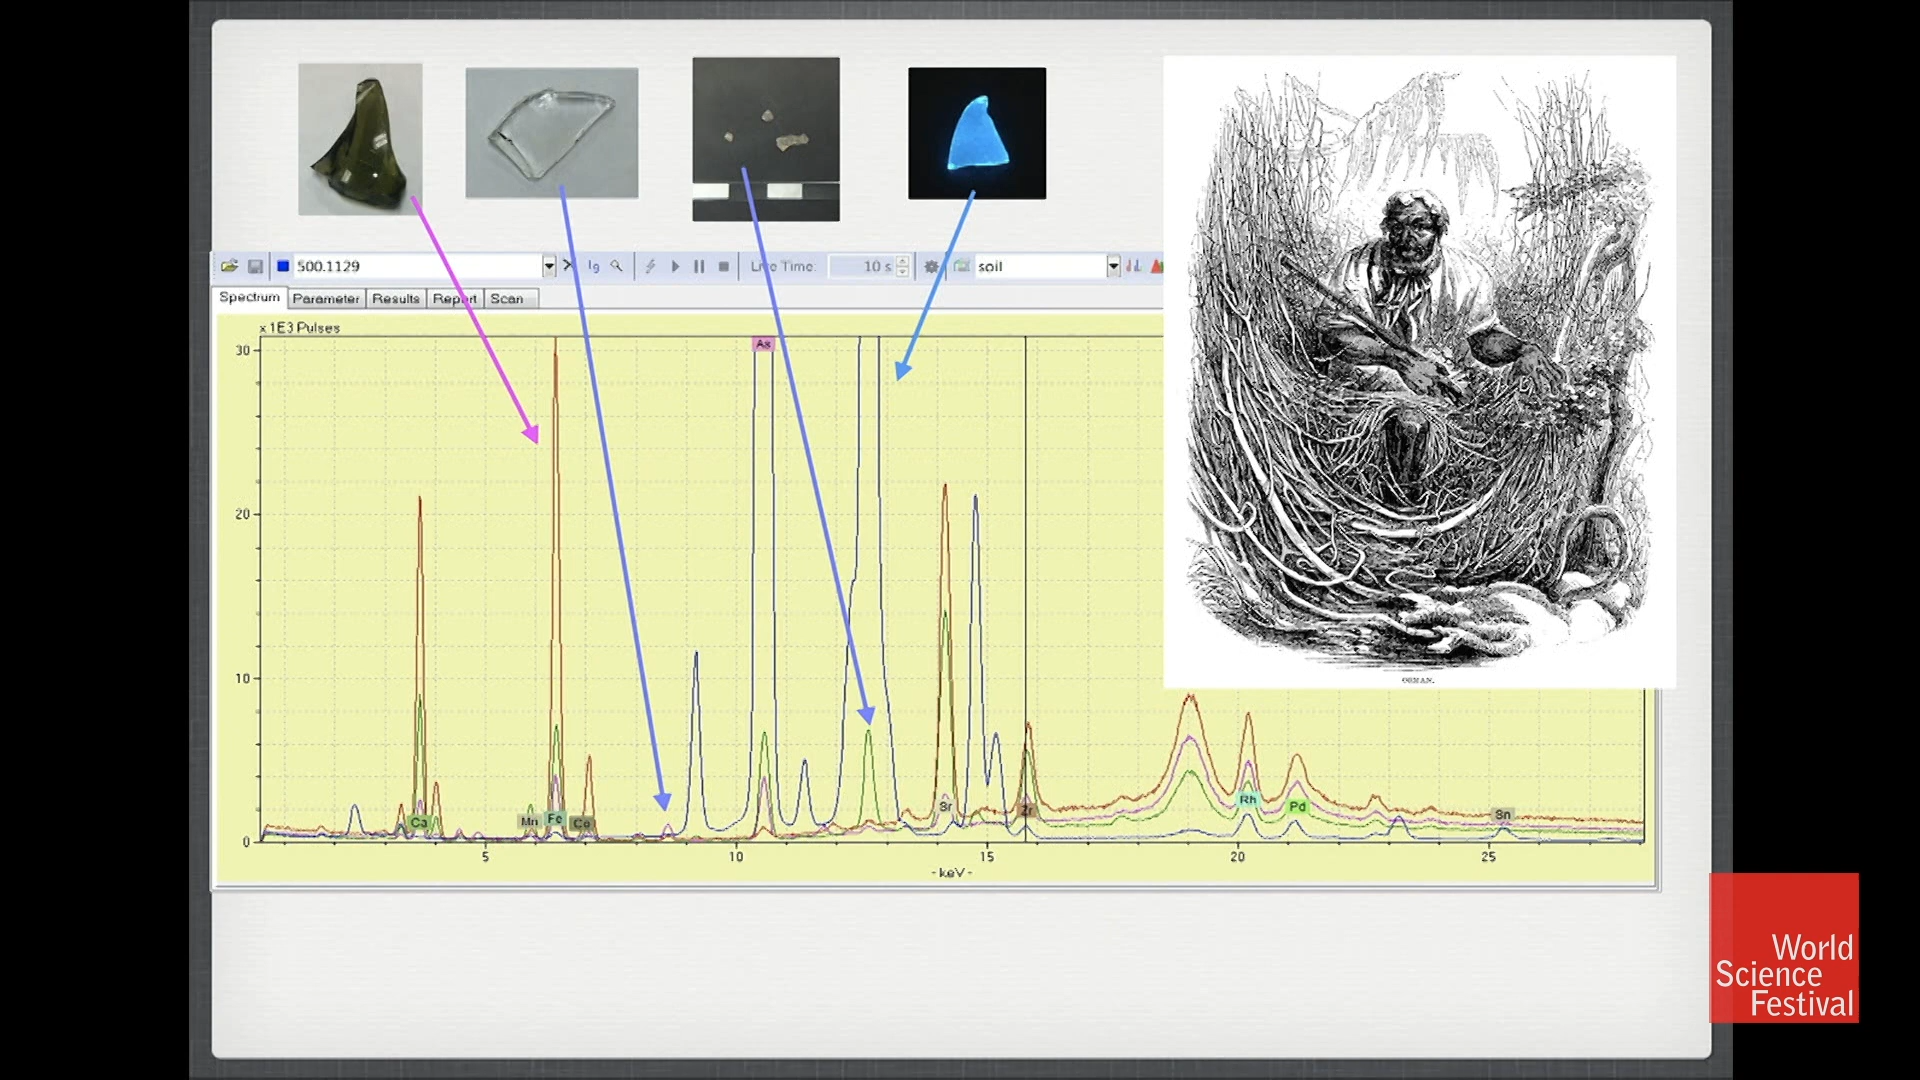 500.1129
lg
Live Time:
10 s
soil
Spectrum
Parameter
Results
Report
Scan
x 1E3 Pulses
30
As
20
10
Sr
Zr
Rh
Pd
Sn
Ca
Mn
Fe
Co
0
5
10
15
20
25
- keV -
OSMAN.
World
Science
Festival